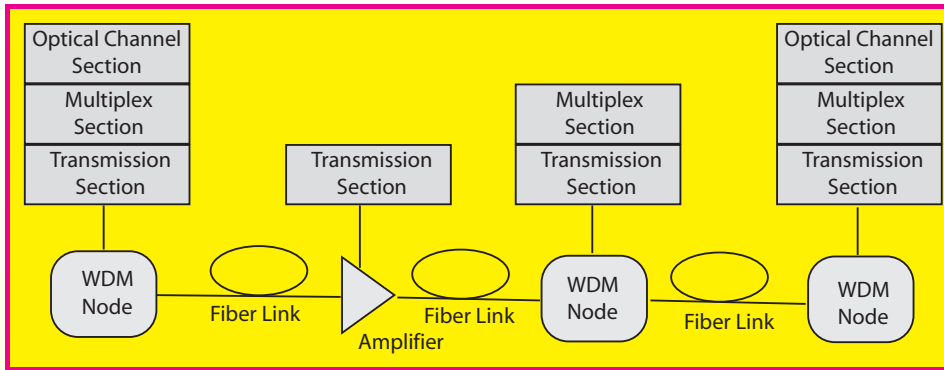 Optical Channel
Section
Multiplex
Section
Transmission
Section
Transmission
Section
Multiplex
Section
Transmission
Section
Optical Channel
Section
Multiplex
Section
Transmission
Section
WDM
Node
Fiber Link
Amplifier
Fiber Link
WDM
Node
Fiber Link
WDM
Node